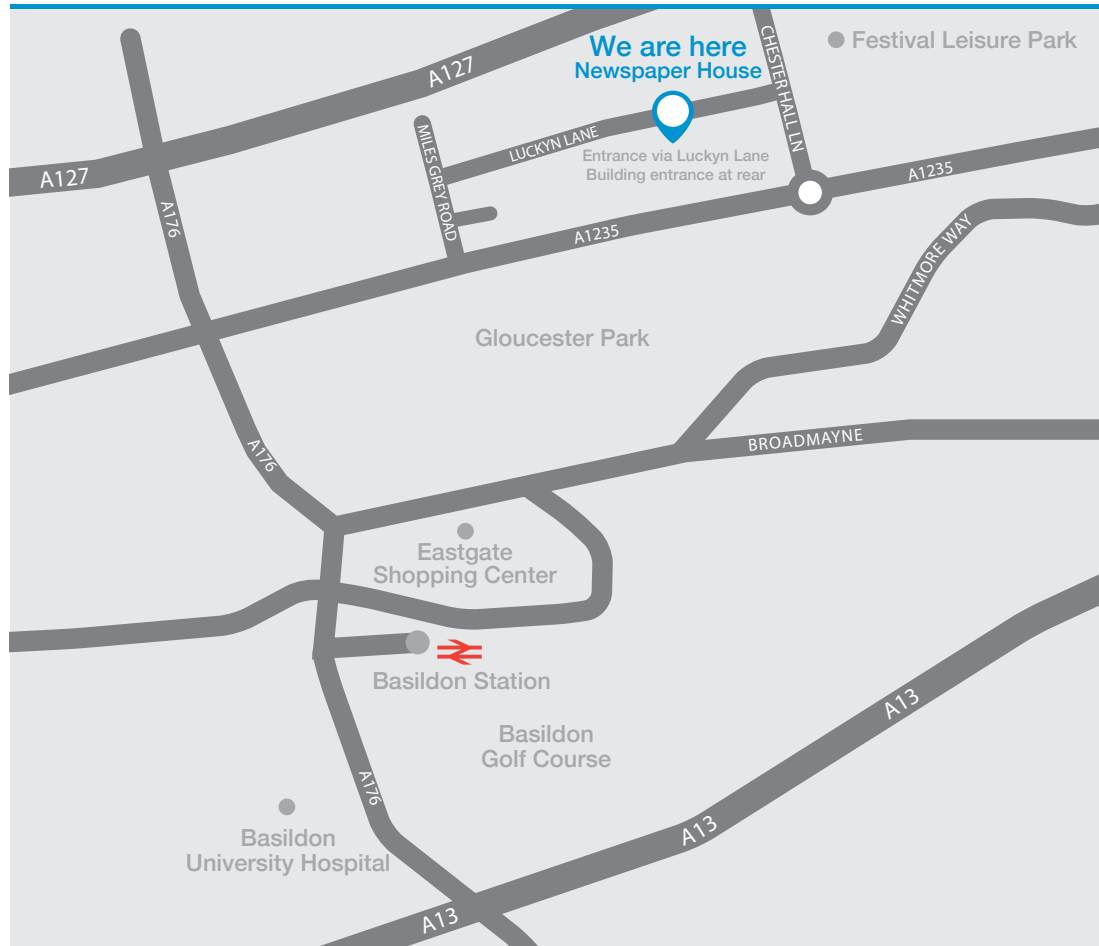 We are here
Newspaper House
CHESTER HALL LN
Festival Leisure Park
A127
A127
MILES GREY ROAD
LUCKYN LANE
Entrance via Luckyn Lane
Building entrance at rear
A1235
A1235
A176
WHITMORE WAY
Gloucester Park
A176
BROADMAYNE
Eastgate
Shopping Center
Basildon Station
Basildon
Golf Course
A13
A176
A13
Basildon
University Hospital
A13